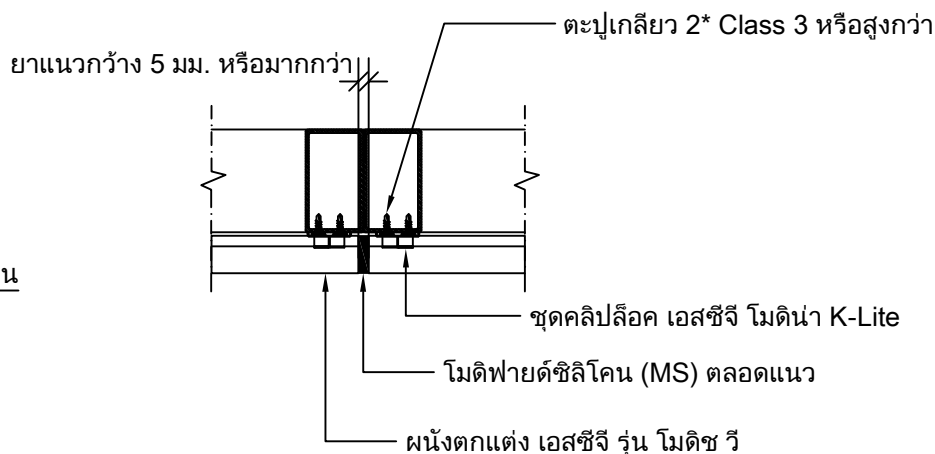 ตะปูเกลียว 2* Class 3 หรือสูงกว่า
ยาแนวกว้าง 5 มม. หรือมากกว่า
น
ชุดคลิปล็อค เอสซีจี โมดิน่า K-Lite
โมดิฟายด์ซิลิโคน (MS) ตลอดแนว
ผนังตกแต่ง เอสซีจี รุ่น โมดิช วี